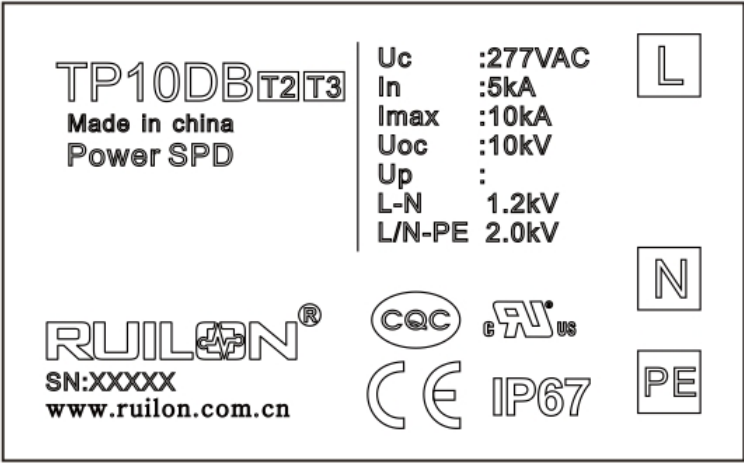 TP10DB T2 T3
Made in china
Power SPD
Uc :277VAC
In :5kA
Imax :10kA
Uoc :10kV
Up :
L-N 1.2kV
L/N-PE 2.0kV
L
N
PE
RUILON®
SN:XXXXX
www.ruilon.com.cn
CQC
c RU® US
CE IP67